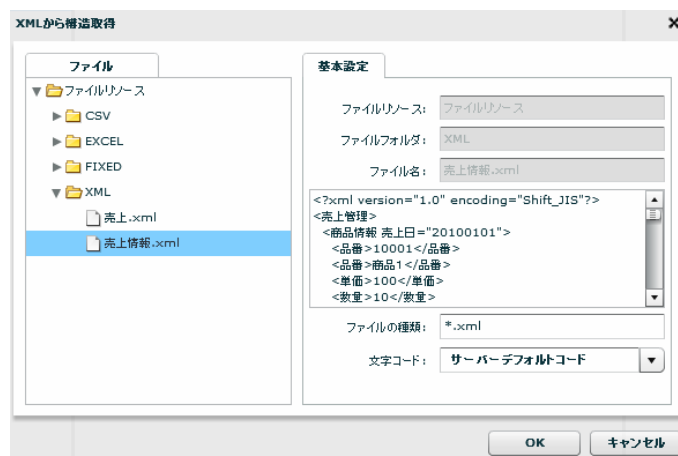 XMLから構造取得
ファイル
ファイルリソース
CSV
EXCEL
FIXED
XML
売上.xml
売上情報.xml
基本設定
ファイルリソース: ファイルリソース
ファイルフォルダ: XML
ファイル名: 売上情報.xml
<?xml version="1.0" encoding="Shift_JIS"?>
<売上管理>
<商品情報 売上日="20100101">
<品番>10001</品番>
<品番>商品1</品番>
<単価>100</単価>
<数量>10</数量>
ファイルの種類: *.xml
文字コード: サーバーデフォルトコード
OK キャンセル